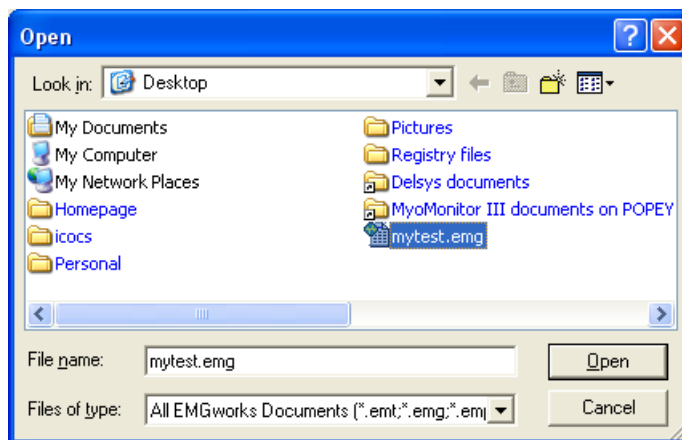 Open
Look in: Desktop
My Documents
My Computer
My Network Places
Homepage
icocs
Personal
Pictures
Registry files
Delsys documents
MyoMonitor III documents on POPEY
mytest.emg
File name: mytest.emg Open
Files of type: All EMGworks Documents (*.emt;*.emg;*.emp Cancel